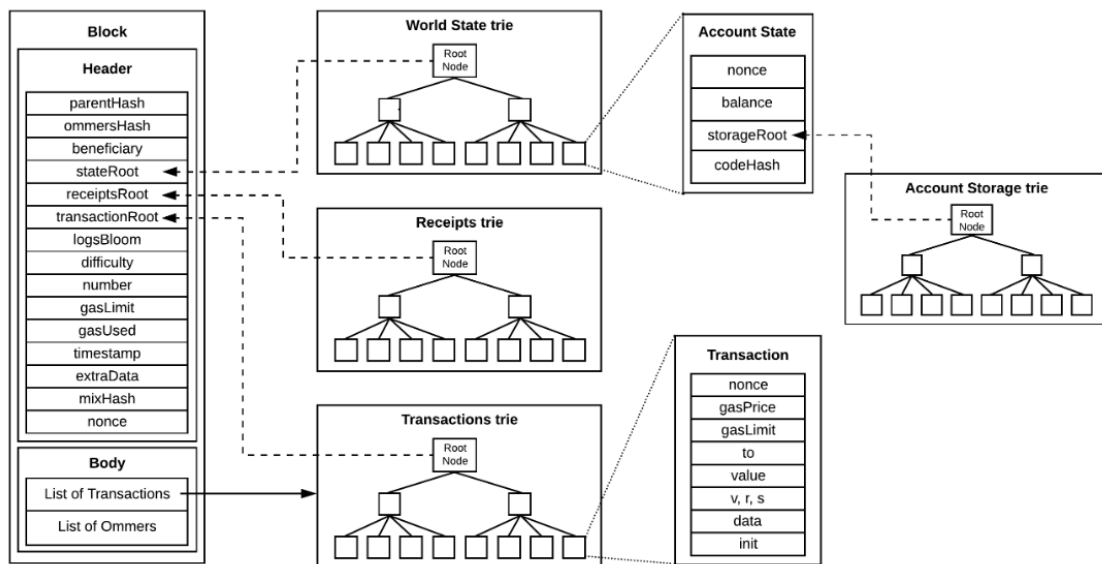 Block
Header
parentHash
ommersHash
beneficiary
stateRoot
receiptsRoot
transactionRoot
logsBloom
difficulty
number
gasLimit
gasUsed
timestamp
extraData
mixHash
nonce
Body
List of Transactions
List of Ommers
World State trie
Root
Node
Receipts trie
Root
Node
Transactions trie
Root
Node
Account State
nonce
balance
storageRoot
codeHash
Account Storage trie
Root
Node
Transaction
nonce
gasPrice
gasLimit
to
value
v, r, s
data
init